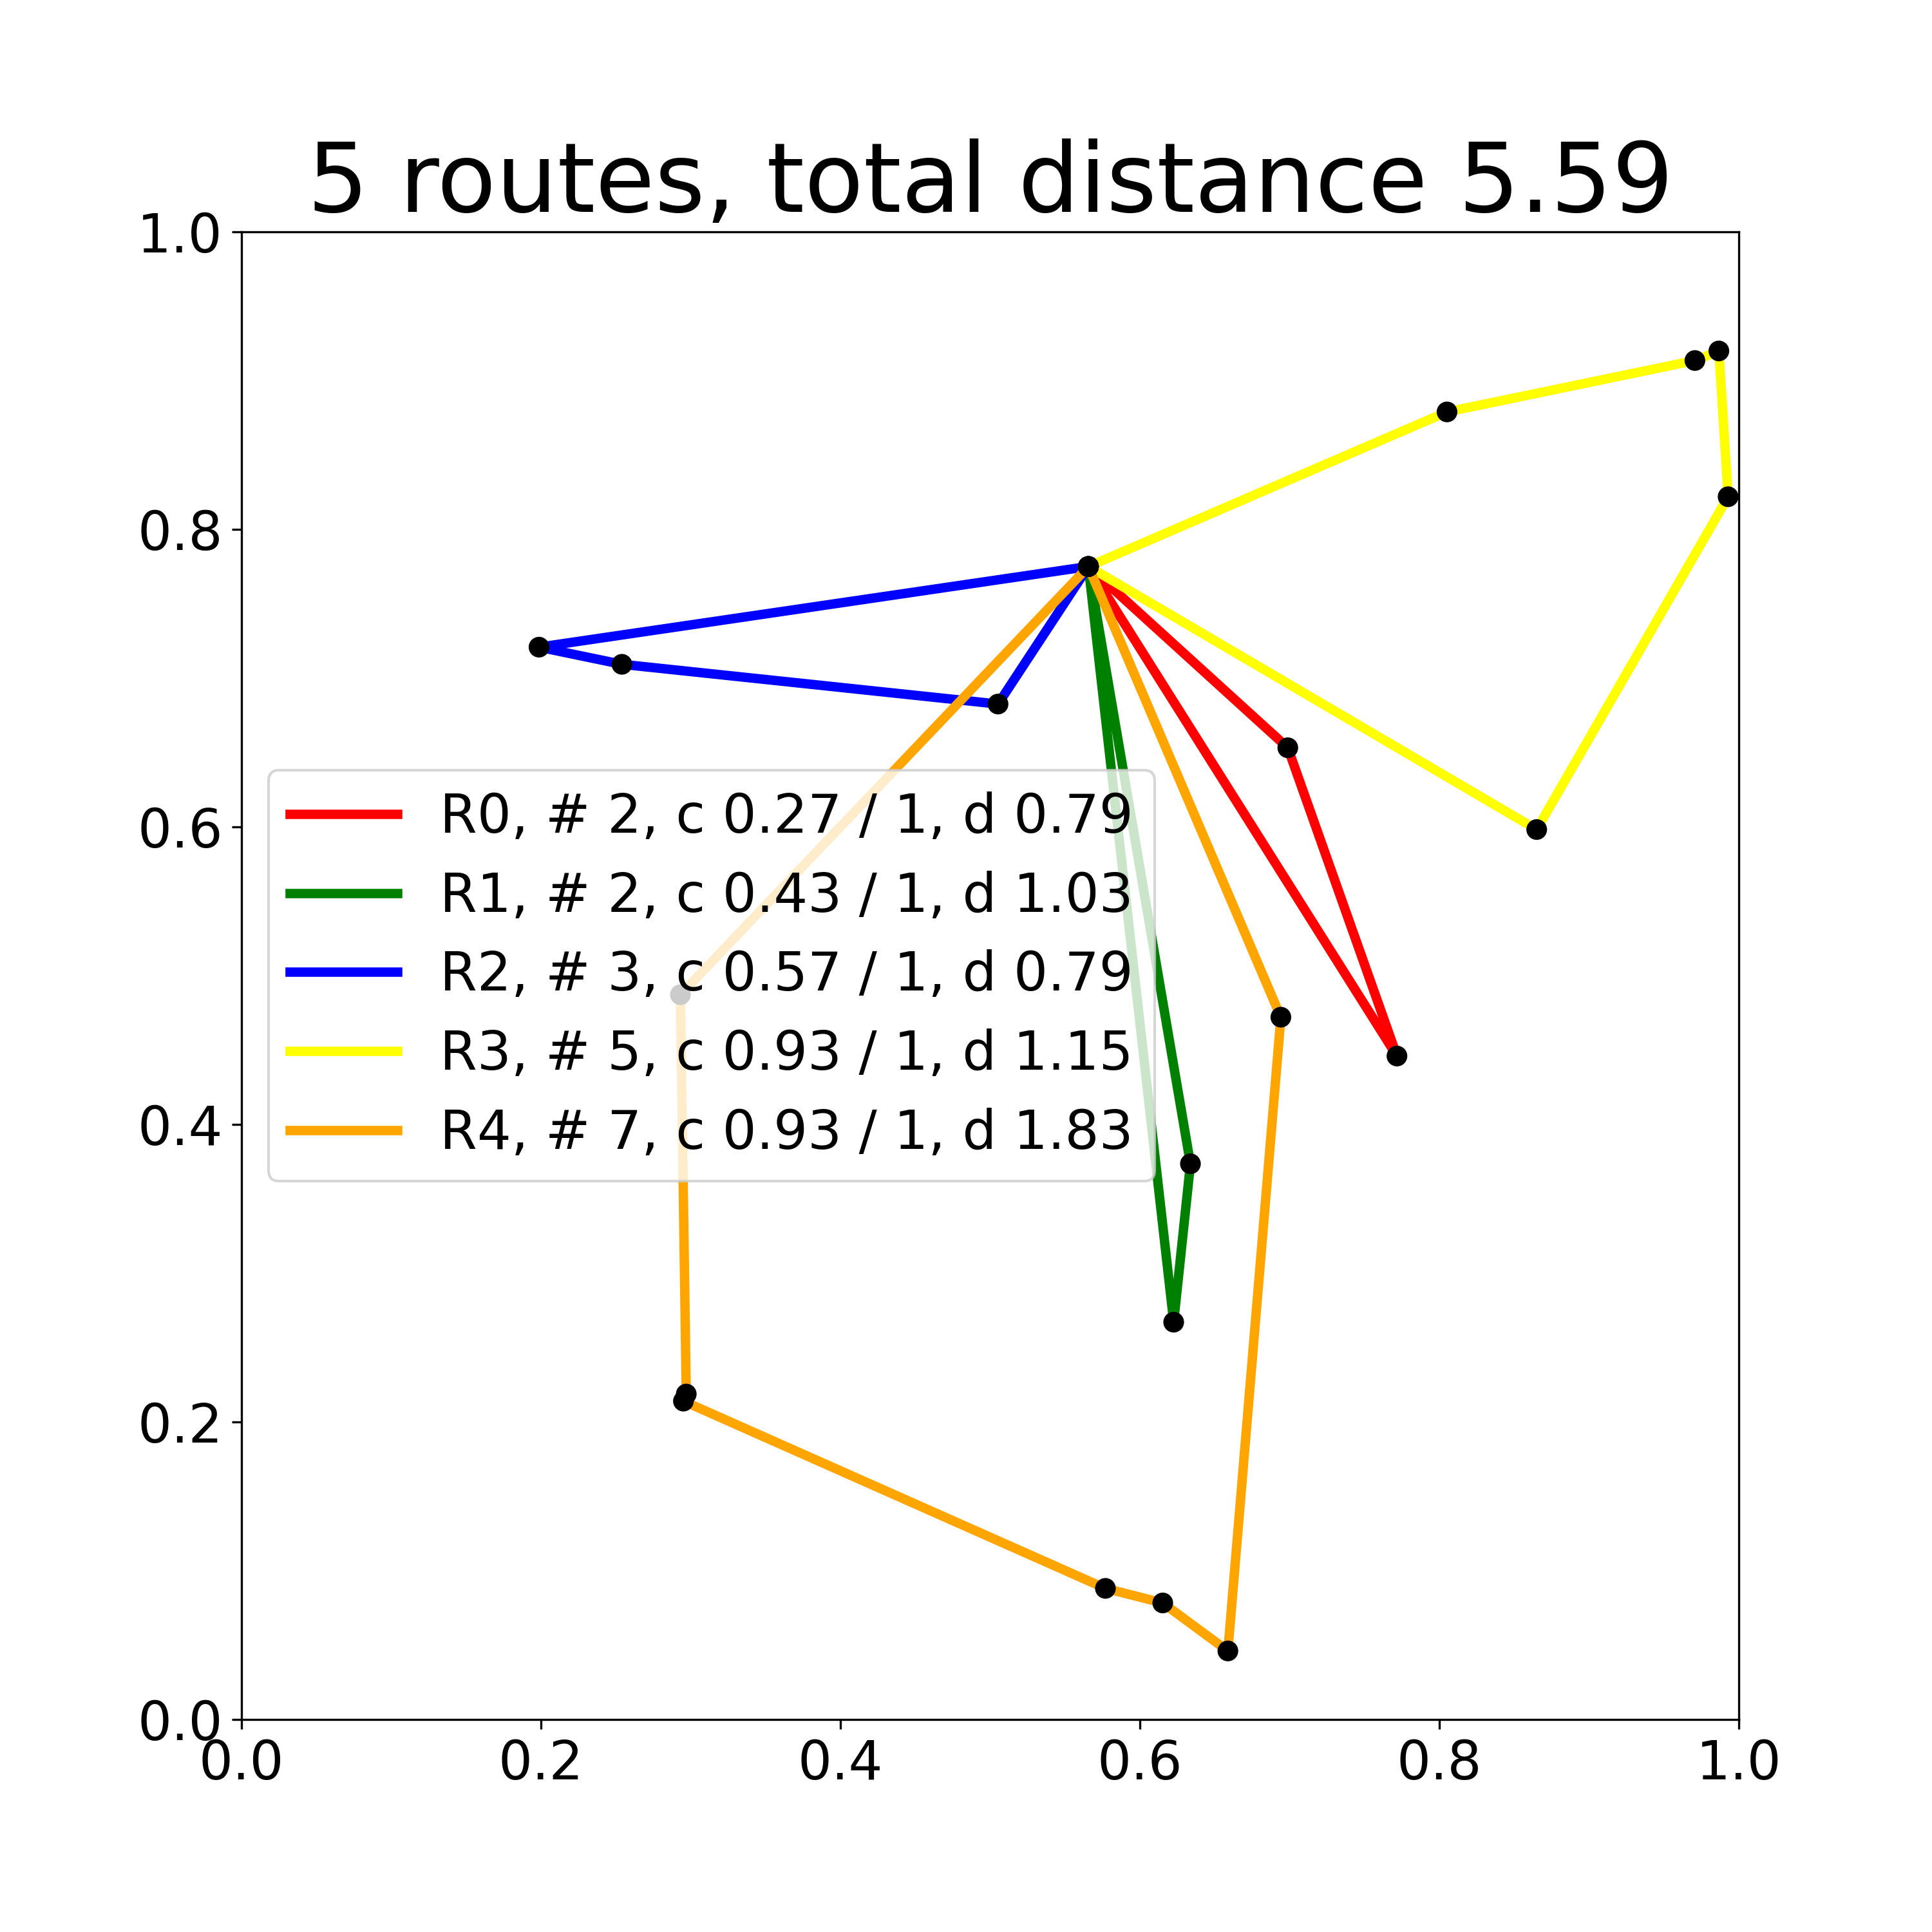 5 routes, total distance 5.59
1.0
0.8
0.6
0.4
0.2
0.0
R0, # 2, c 0.27 / 1, d 0.79
R1, # 2, c 0.43 / 1, d 1.03
R2, # 3, c 0.57 / 1, d 0.79
R3, # 5, c 0.93 / 1, d 1.15
R4, # 7, c 0.93 / 1, d 1.83
0.0 0.2 0.4 0.6 0.8 1.0